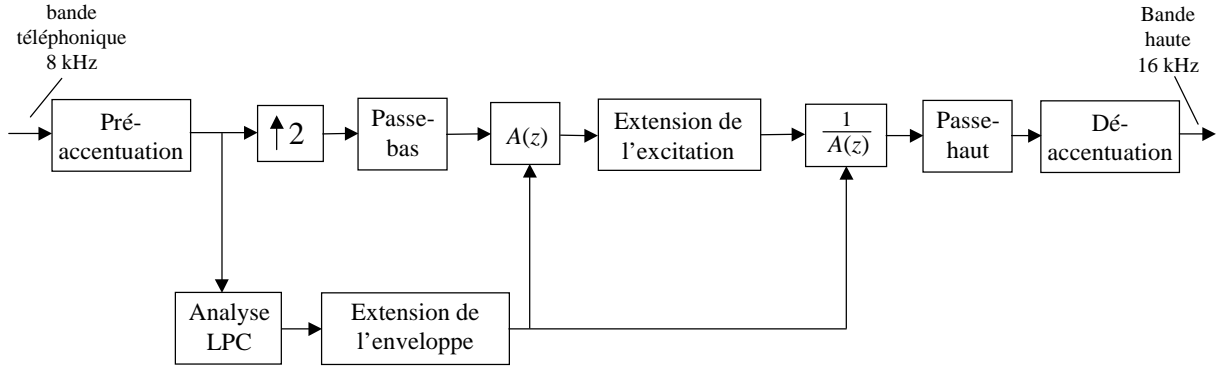 bande
téléphonique
8 kHz
Bande
haute
16 kHz
Pré-
accentuation
2
Passe-
bas
A(z)
Extension de
l'excitation
1
A(z)
Passe-
haut
Dé-
accentuation
Analyse
LPC
Extension de
l'enveloppe